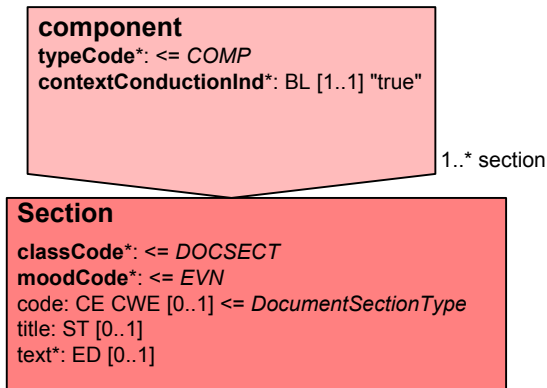 component
typeCode*: <= COMP
contextConductionInd*: BL [1..1] "true"
1..* section
Section
classCode*: <= DOCSECT
moodCode*: <= EVN
code: CE CWE [0..1] <= DocumentSectionType
title: ST [0..1]
text*: ED [0..1]